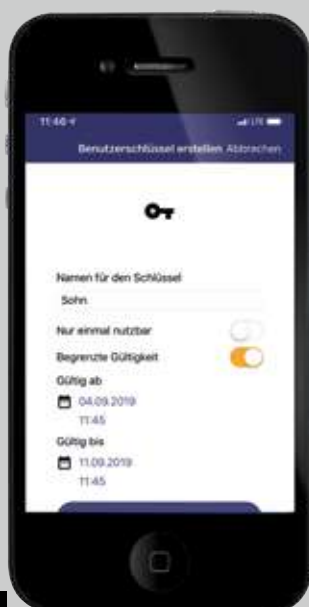 11:46
LTE
Benutzerschlüssel erstellen Abbrechen
Namen für den Schlüssel
Sohn
Nur einmal nutzbar
Begrenzte Gültigkeit
Gültig ab
04.09.2019
11:45
Gültig bis
11.09.2019
11:45